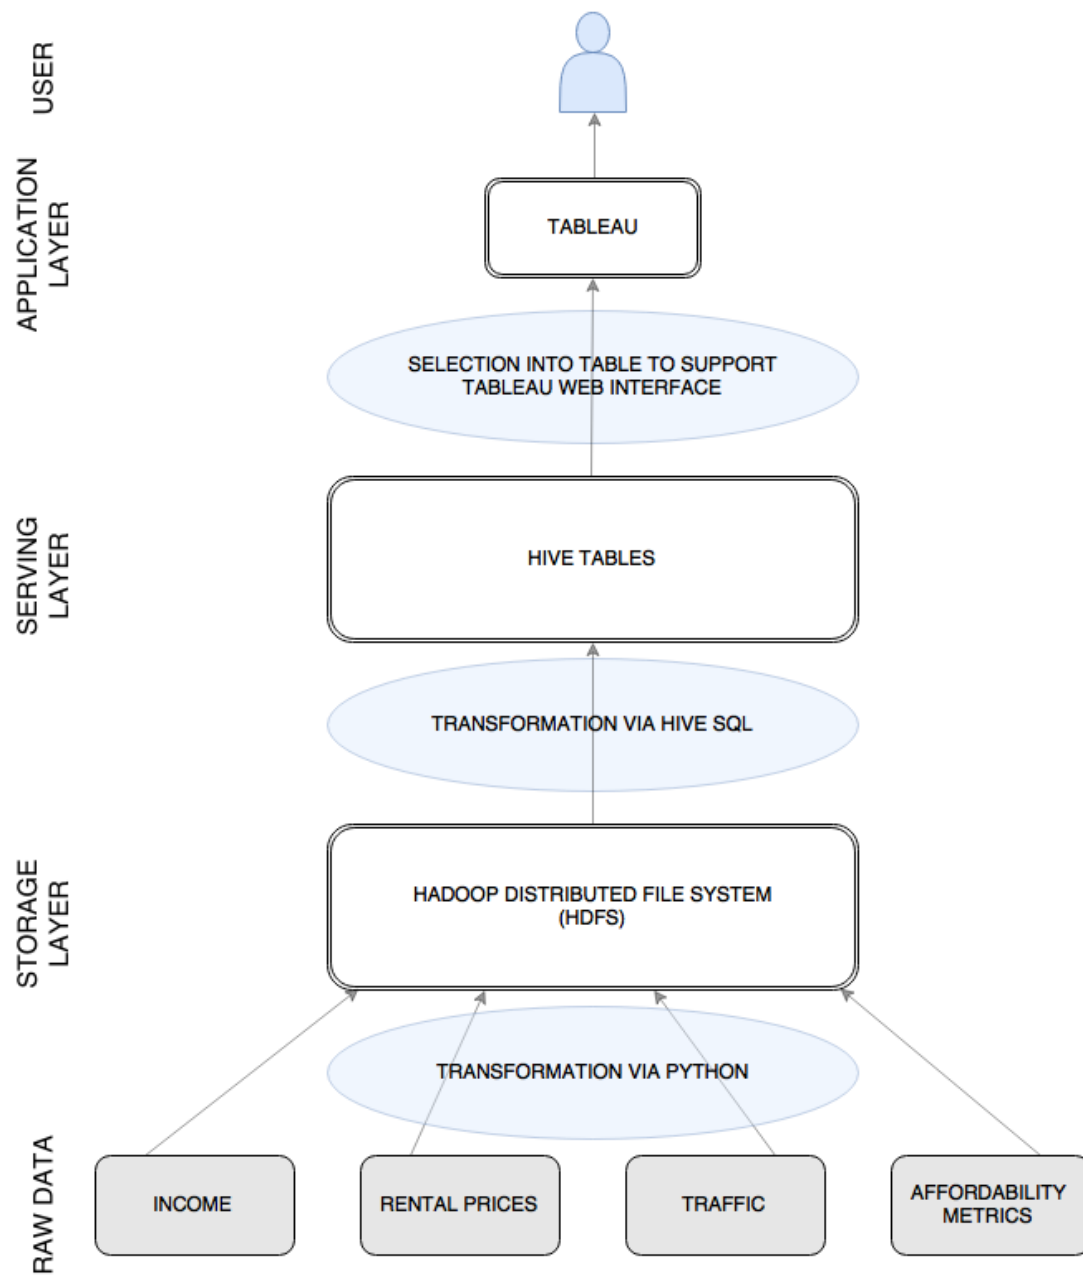 USER
APPLICATION
LAYER
TABLEAU
SELECTION INTO TABLE TO SUPPORT
TABLEAU WEB INTERFACE
SERVING
LAYER
HIVE TABLES
TRANSFORMATION VIA HIVE SQL
STORAGE
LAYER
HADOOP DISTRIBUTED FILE SYSTEM
(HDFS)
TRANSFORMATION VIA PYTHON
RAW DATA
INCOME
RENTAL PRICES
TRAFFIC
AFFORDABILITY
METRICS